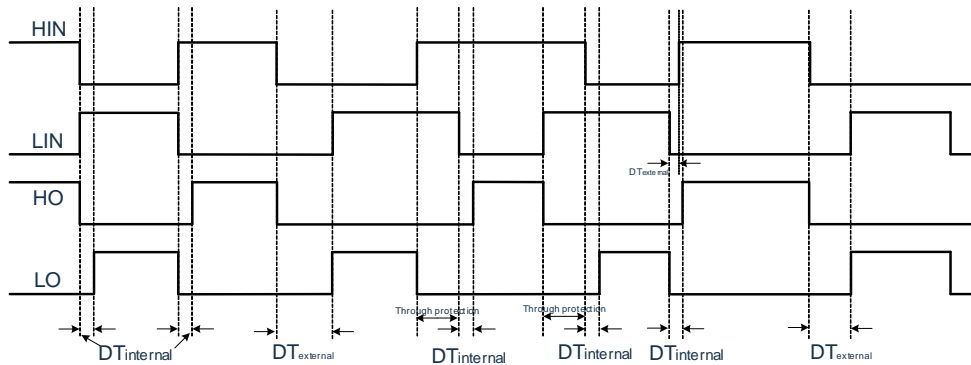 HIN
LIN
DTexternal
HO
LO
Through protection
Through protection
DTinternal
DTexternal
DTinternal
DTinternal
DTinternal
DTexternal